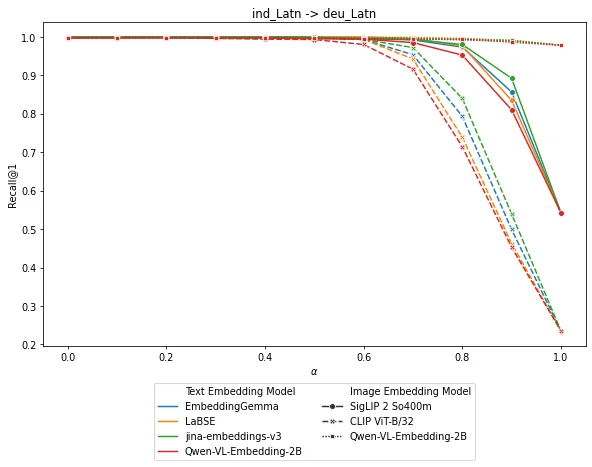 ind_Latn -> deu_Latn
1.0
0.9
0.8
0.7
0.6
0.5
0.4
0.3
0.2
Recall@1
0.0 0.2 0.4 0.6 0.8 1.0
α
Text Embedding Model Image Embedding Model
EmbeddingGemma SigLIP 2 So400m
LaBSE CLIP ViT-B/32
jina-embeddings-v3 Qwen-VL-Embedding-2B
Qwen-VL-Embedding-2B